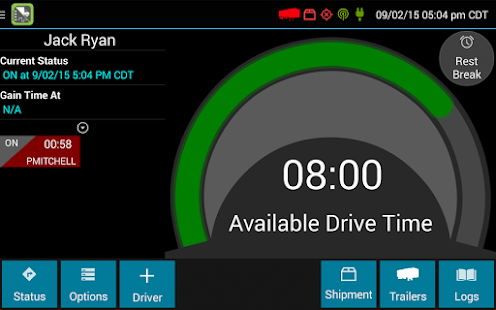 09/02/15 05:04 pm CDT
Jack Ryan
Current Status
ON at 9/02/15 5:04 PM CDT
Gain Time At
N/A
ON 00:58
PMITCHELL
Rest
Break
08:00
Available Drive Time
Status
Options
Driver
Shipment
Trailers
Logs